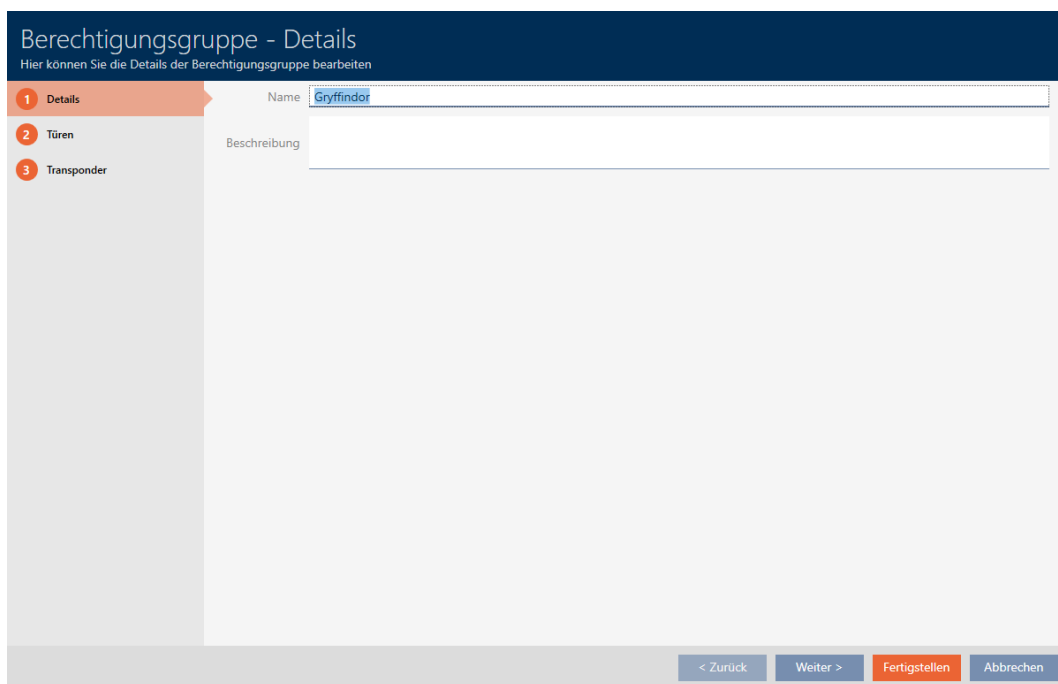 Berechtigungsgruppe - Details
Hier können Sie die Details der Berechtigungsgruppe bearbeiten
1 Details
2 Türen
3 Transponder
Name Gryffindor
Beschreibung
< Zurück Weiter > Fertigstellen Abbrechen